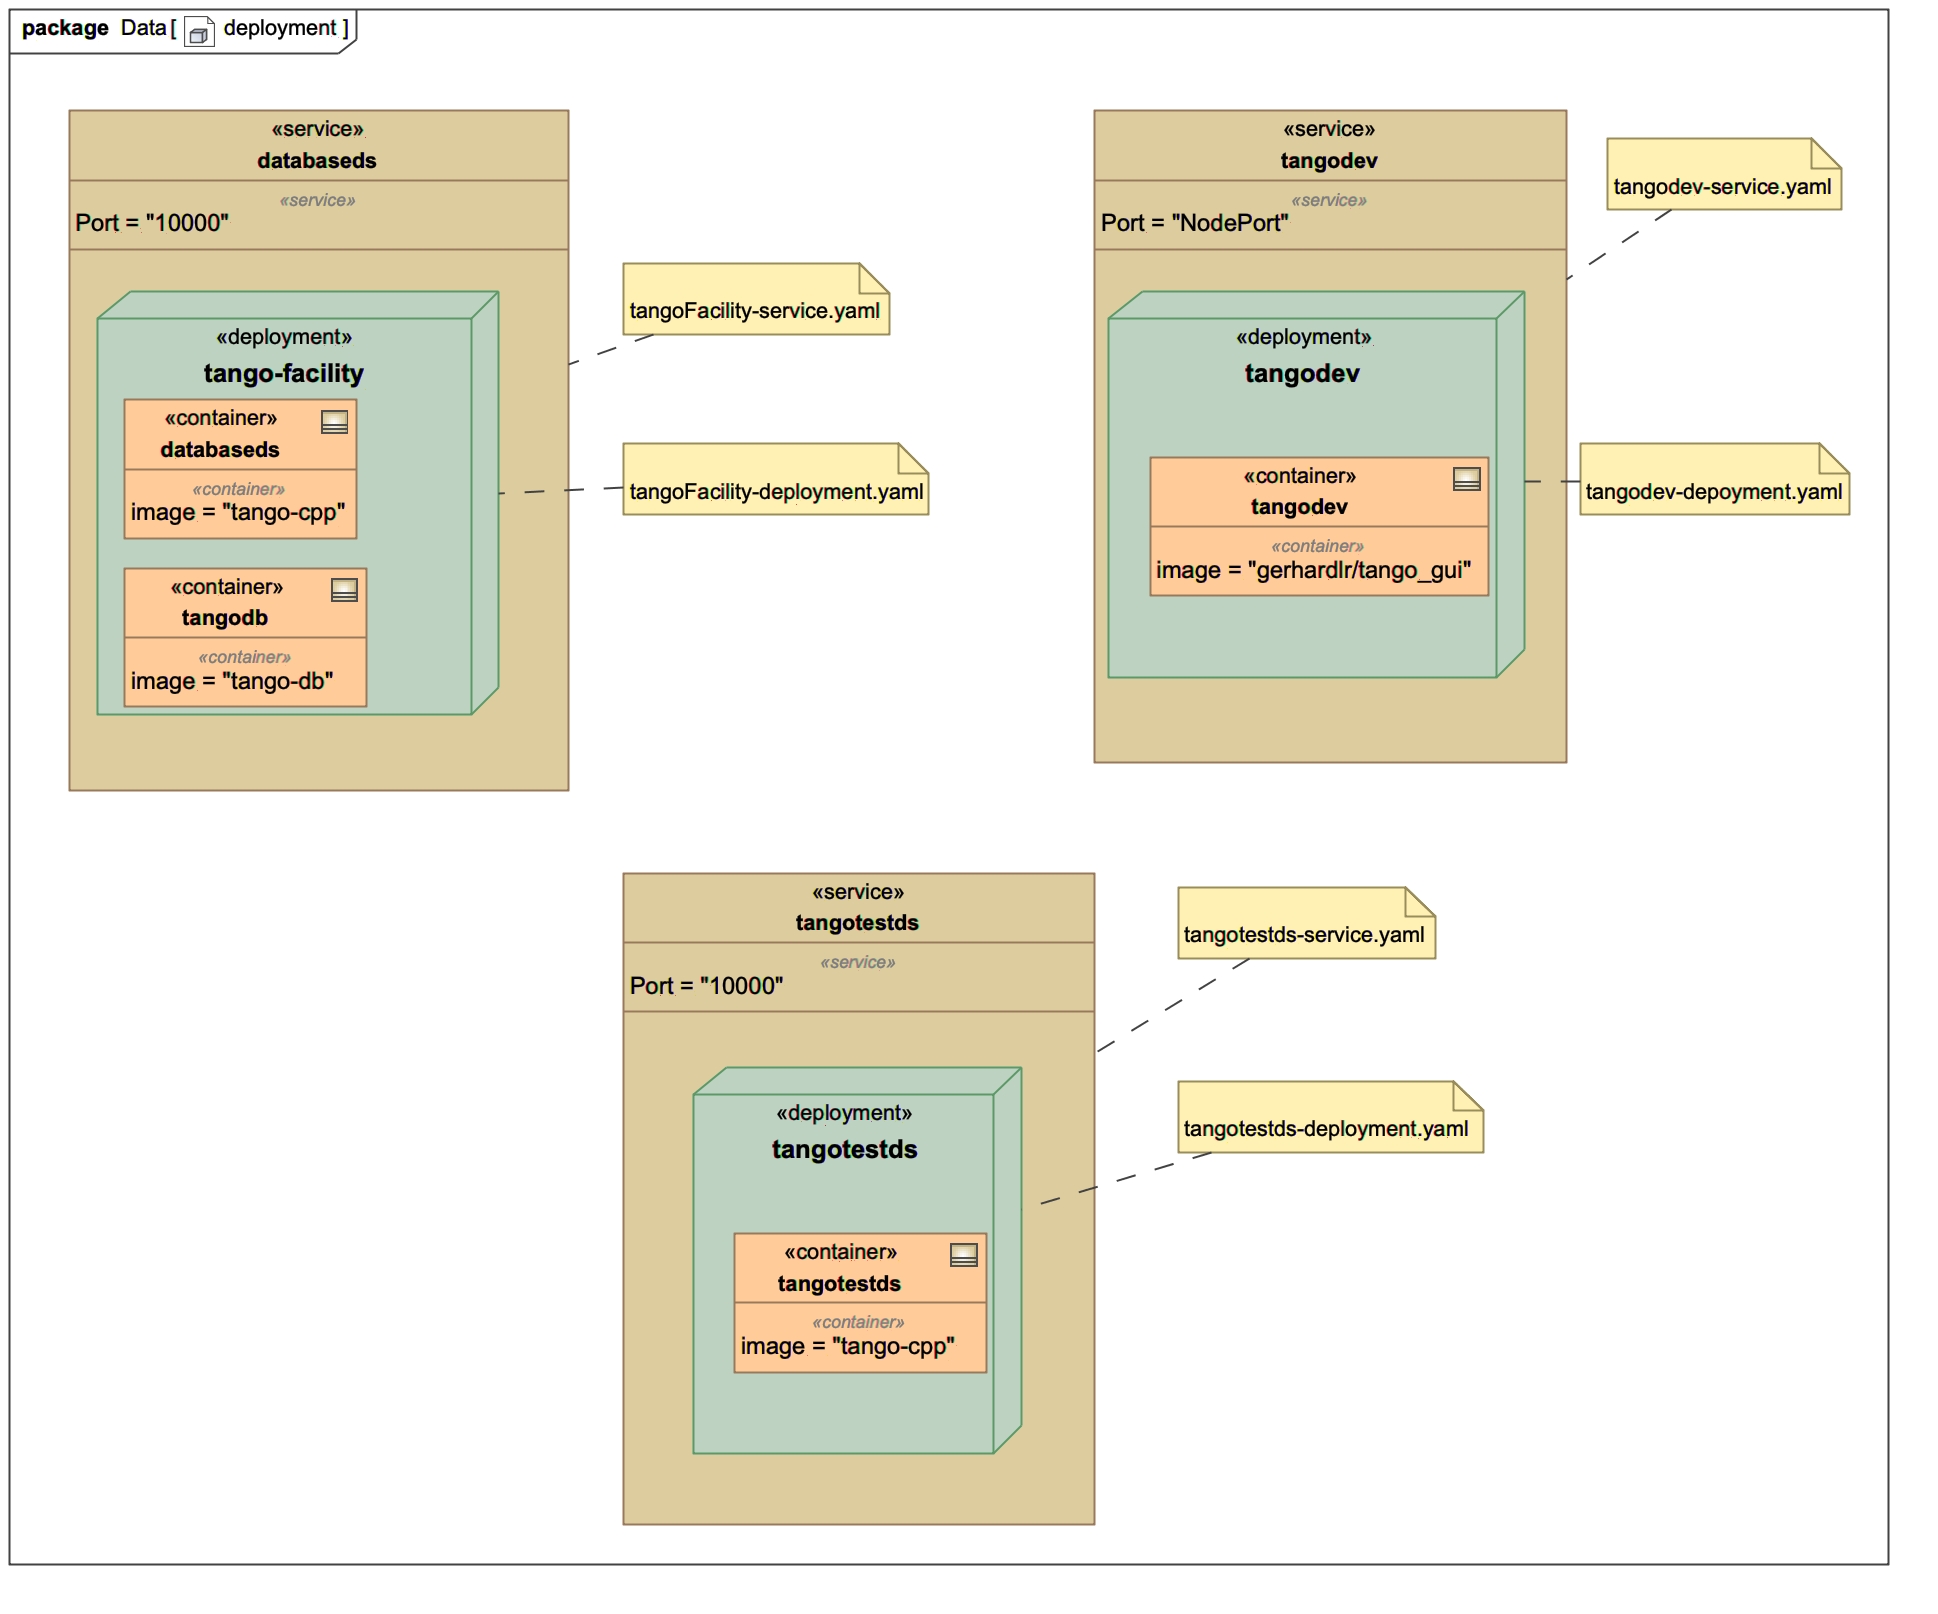 package Data[ deployment ]
«service»
databaseds
«service»
Port = "10000"
«deployment»
tango-facility
«container»
databaseds
«container»
image = "tango-cpp"
«container»
tangodb
«container»
image = "tango-db"
tangoFacility-service.yaml
tangoFacility-deployment.yaml
«service»
tangodev
«service»
Port = "NodePort"
«deployment»
tangodev
«container»
tangodev
«container»
image = "gerhardlr/tango_gui"
tangodev-service.yaml
tangodev-depoyment.yaml
«service»
tangotestds
«service»
Port = "10000"
«deployment»
tangotestds
«container»
tangotestds
«container»
image = "tango-cpp"
tangotestds-service.yaml
tangotestds-deployment.yaml